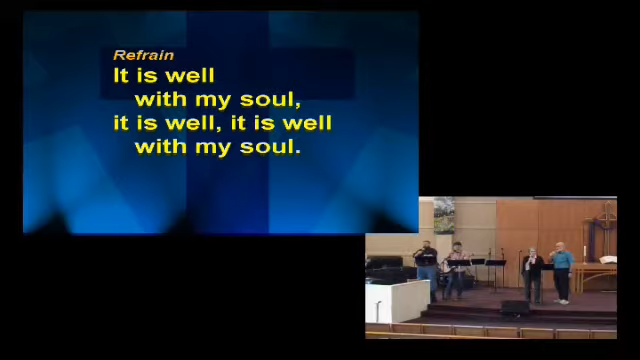 Refrain
It is well
with my soul,
it is well, it is well
with my soul.